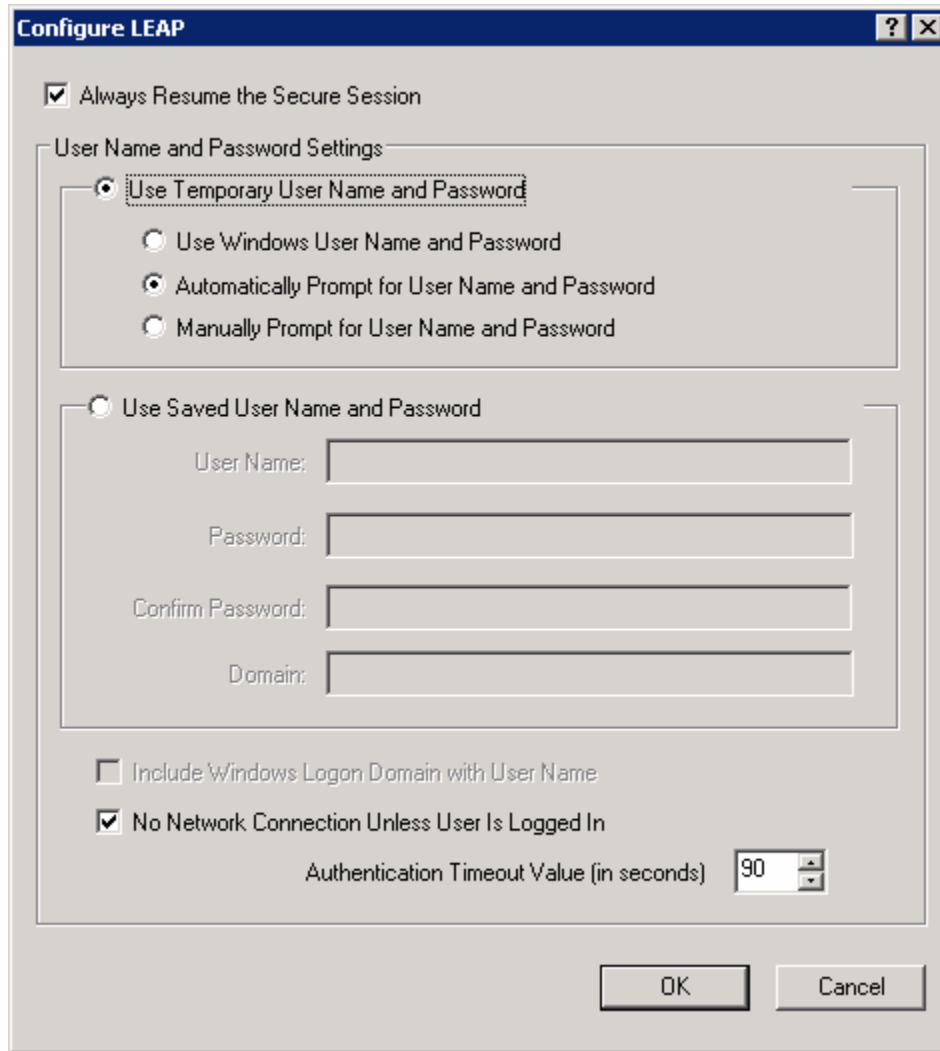 Configure LEAP
Always Resume the Secure Session
User Name and Password Settings
Use Temporary User Name and Password
Use Windows User Name and Password
Automatically Prompt for User Name and Password
Manually Prompt for User Name and Password
Use Saved User Name and Password
User Name:
Password:
Confirm Password:
Domain:
Include Windows Logon Domain with User Name
No Network Connection Unless User Is Logged In
Authentication Timeout Value (in seconds) 90
OK Cancel